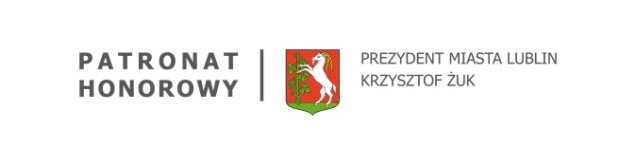 PATRONAT
HONOROWY
PREZYDENT MIASTA LUBLIN
KRZYSZTOF ŻUK